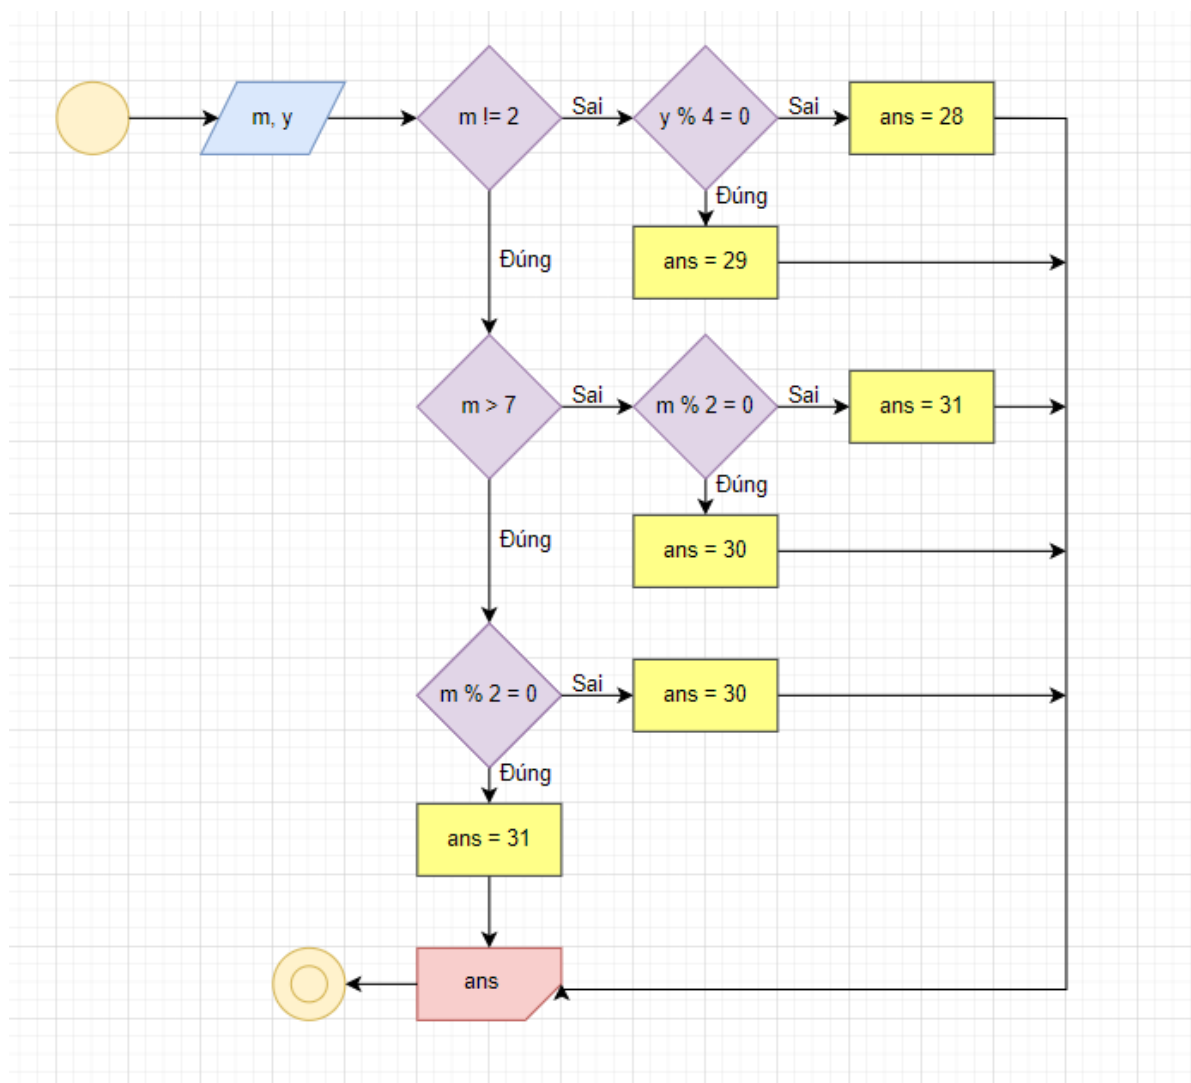 m, y
m != 2
Sai
y % 4 = 0
Sai
ans = 28
Đúng
Đúng
ans = 29
m > 7
Sai
m % 2 = 0
Sai
ans = 31
Đúng
Đúng
ans = 30
m % 2 = 0
Sai
ans = 30
Đúng
ans = 31
ans